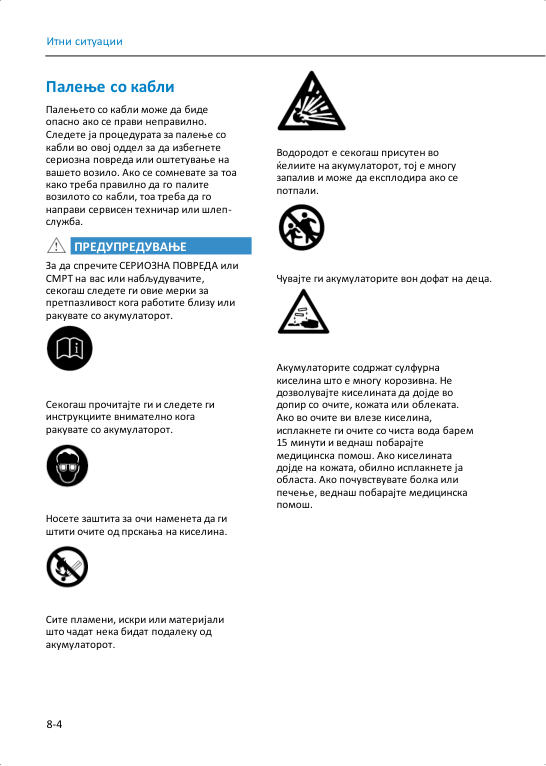 Итни ситуации
Палење со кабли
Палењето со кабли може да биде
опасно ако се прави неправилно.
Следете ја процедурата за палење со
кабли во овој оддел за да избегнете
сериозна повреда или оштетување на
вашето возило. Ако се сомневате за тоа
како треба правилно да го палите
возилото со кабли, тоа треба да го
направи сервисен техничар или шлеп-
служба.
ПРЕДУПРЕДУВАЊЕ
За да спречите СЕРИОЗНА ПОВРЕДА или
СМРТ на вас или набљудувачите,
секогаш следете ги овие мерки за
претпазливост кога работите близу или
ракувате со акумулаторот.
Секогаш прочитајте ги и следете ги
инструкциите внимателно кога
ракувате со акумулаторот.
Носете заштита за очи наменета да ги
штити очите од прскања на киселина.
Сите пламени, искри или материјали
што чадат нека бидат подалеку од
акумулаторот.
Водородот е секогаш присутен во
ќелиите на акумулаторот, тој е многу
запалив и може да експлодира ако се
потпали.
Чувајте ги акумулаторите вон дофат на деца.
Акумулаторите содржат сулфурна
киселина што е многу корозивна. Не
дозволувајте киселината да дојде во
допир со очите, кожата или облеката.
Ако во очите ви влезе киселина,
исплакнете ги очите со чиста вода барем
15 минути и веднаш побарајте
медицинска помош. Ако киселината
дојде на кожата, обилно исплакнете ја
областа. Ако почувствувате болка или
печење, веднаш побарајте медицинска
помош.
8-4